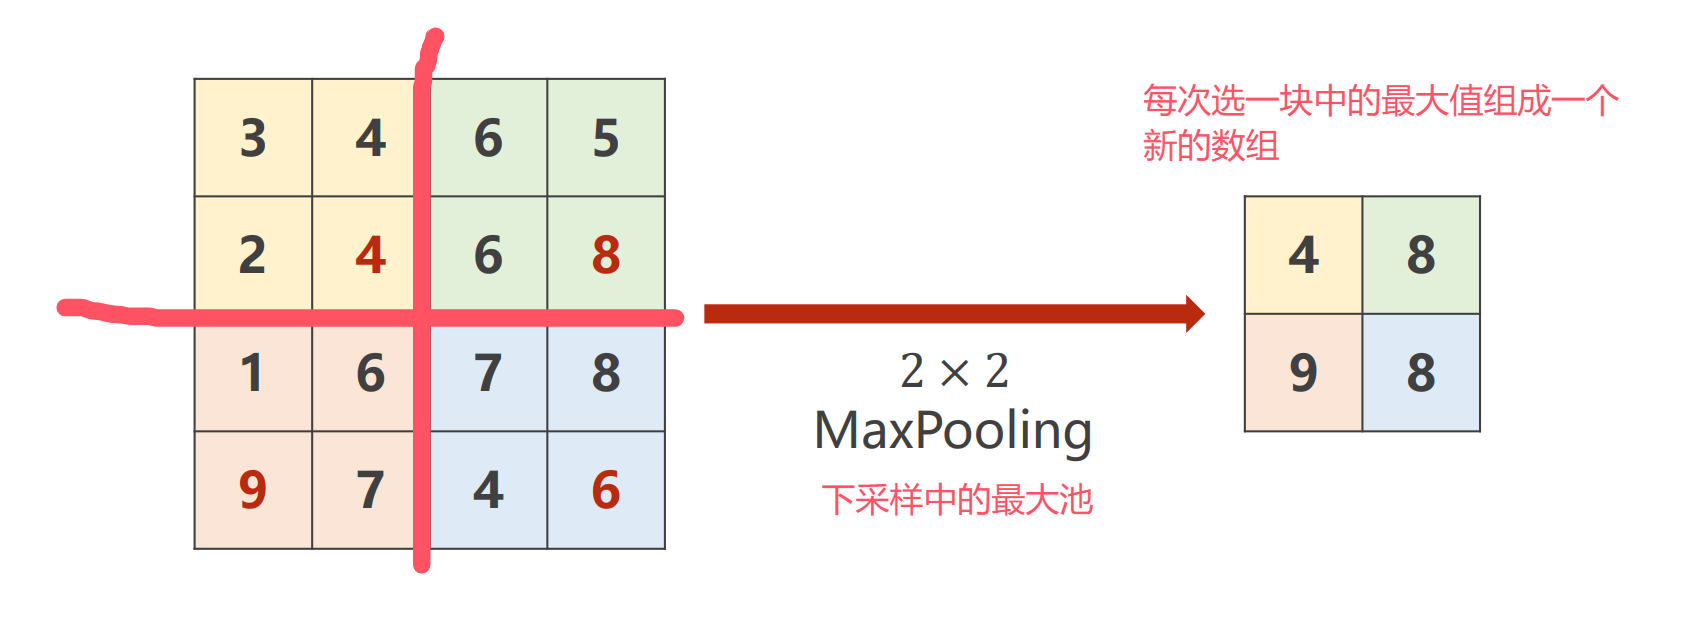 3 4 6 5
2 4 6 8
1 6 7 8
9 7 4 6
2 × 2
MaxPooling
下采样中的最大池
每次选一块中的最大值组成一个
新的数组
4 8
9 8